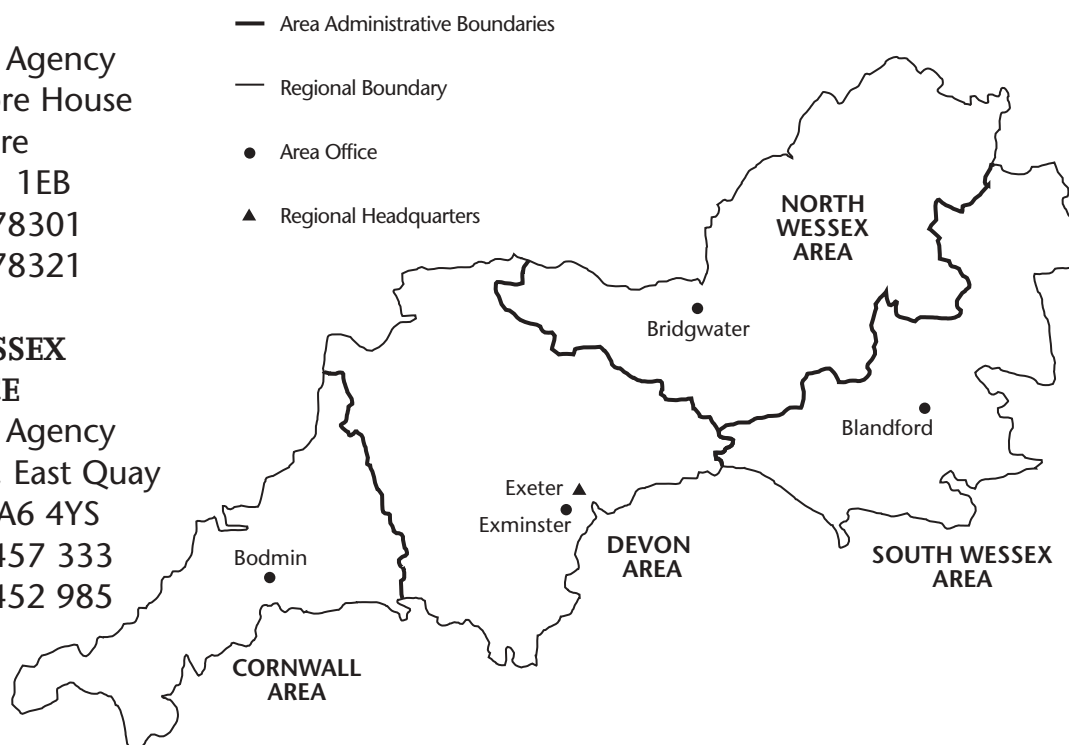 Agency
re House
re
1EB
78301
78321
SSEX
E
Agency
East Quay
A6 4YS
457 333
452 985
Area Administrative Boundaries
Regional Boundary
Area Office
Regional Headquarters
NORTH
WESSEX
AREA
Bridgwater
Blandford
Exeter
Exminster
DEVON
AREA
SOUTH WESSEX
AREA
Bodmin
CORNWALL
AREA